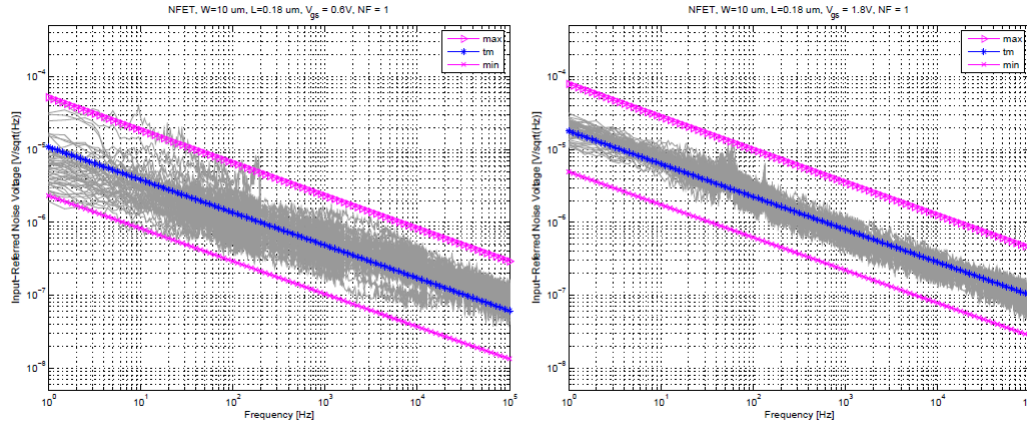 NFET, W=10 um, L=0.18 um, V_gs = 0.6V, NF = 1
max
tm
min
10^-4
10^-5
10^-6
10^-7
10^-8
Input-Referred Noise Voltage [V/sqrt(Hz)]
10^0
10^1
10^2
10^3
10^4
10^5
Frequency [Hz]
NFET, W=10 um, L=0.18 um, V_gs = 1.8V, NF = 1
max
tm
min
10^-4
10^-5
10^-6
10^-7
10^-8
Input-Referred Noise Voltage [V/sqrt(Hz)]
10^0
10^1
10^2
10^3
10^4
Frequency [Hz]